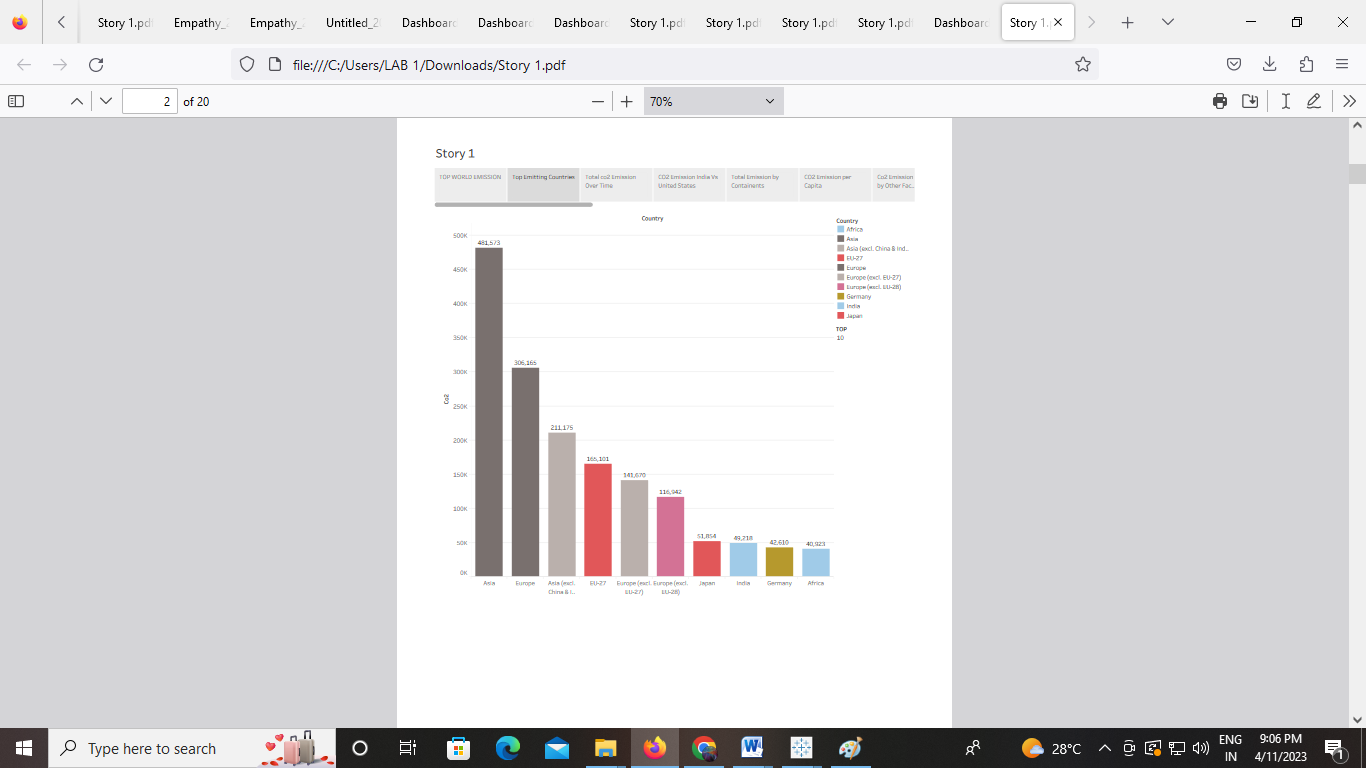 Story 1.pdf
Empathy_2
Empathy_2
Untitled_2
Dashboard
Dashboard
Dashboard
Story 1.pdf
Story 1.pdf
Story 1.pdf
Story 1.pdf
Dashboard
Story 1.p
file:///C:/Users/LAB 1/Downloads/Story 1.pdf
2 of 20
70%
Story 1
TOP WORLD EMISSION
Top Emitting Countries
Total co2 Emission
Over Time
CO2 Emission India Vs
United States
Total Emission by
Containents
CO2 Emission per
Capita
Co2 Emission
by Other Fac..
Country
Co2
500K
450K
400K
350K
300K
250K
200K
150K
100K
50K
0K
481,573
306,165
211,175
165,101
141,670
116,942
51,854
49,218
42,610
40,923
Asia
Europe
Asia (excl.
China & I..
EU-27
Europe (excl.
EU-27)
Europe (excl.
EU-28)
Japan
India
Germany
Africa
Country
Africa
Asia
Asia (excl. China & Ind..
EU-27
Europe
Europe (excl. EU-27)
Europe (excl. EU-28)
Germany
India
Japan
TOP
10
Type here to search
28°C
ENG
IN
9:06 PM
4/11/2023
1